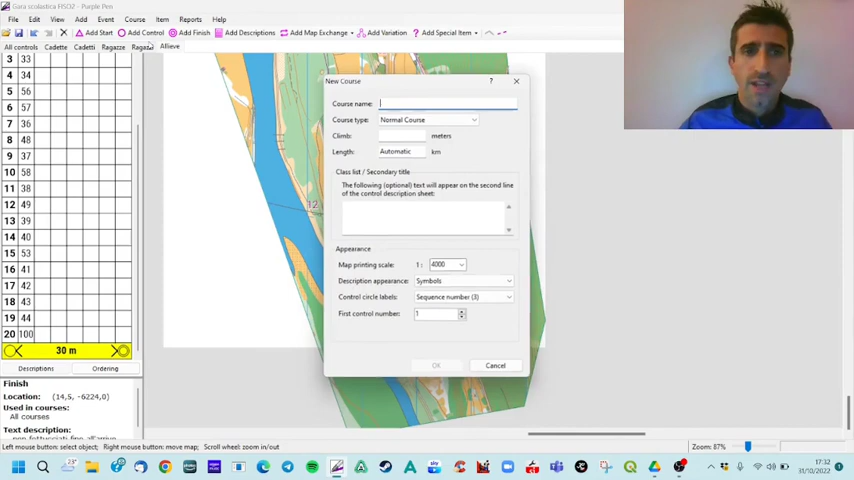 Gara scolastica FISO2 - Purple Pen
File Edit View Add Event Course Item Reports Help
Add Start Add Control Add Finish Add Descriptions Add Map Exchange Add Variation Add Special Item
All controls Cadette Cadetti Ragazze Ragazzi Allieve
3 33
4 34
5 56
6 57
7 36
8 48
9 37
10 58
11 38
12 49
13 39
14 40
15 53
16 41
17 42
18 43
19 44
20 100
30 m
Descriptions Ordering
Finish
Location: (14,5, -6224,0)
Used in courses:
All courses
Text description:
12
New Course ? ×
Course name:
Course type: Normal Course
Climb: meters
Length: Automatic km
Class list / Secondary title
The following (optional) text will appear on the second line
of the control description sheet:
Appearance
Map printing scale: 1 : 4000
Description appearance: Symbols
Control circle labels: Sequence number (3)
First control number: 1
OK Cancel
Left mouse button: select object; Right mouse button: move map; Scroll wheel: zoom in/out
Zoom: 87%
23°
sky
17:32
31/10/2022